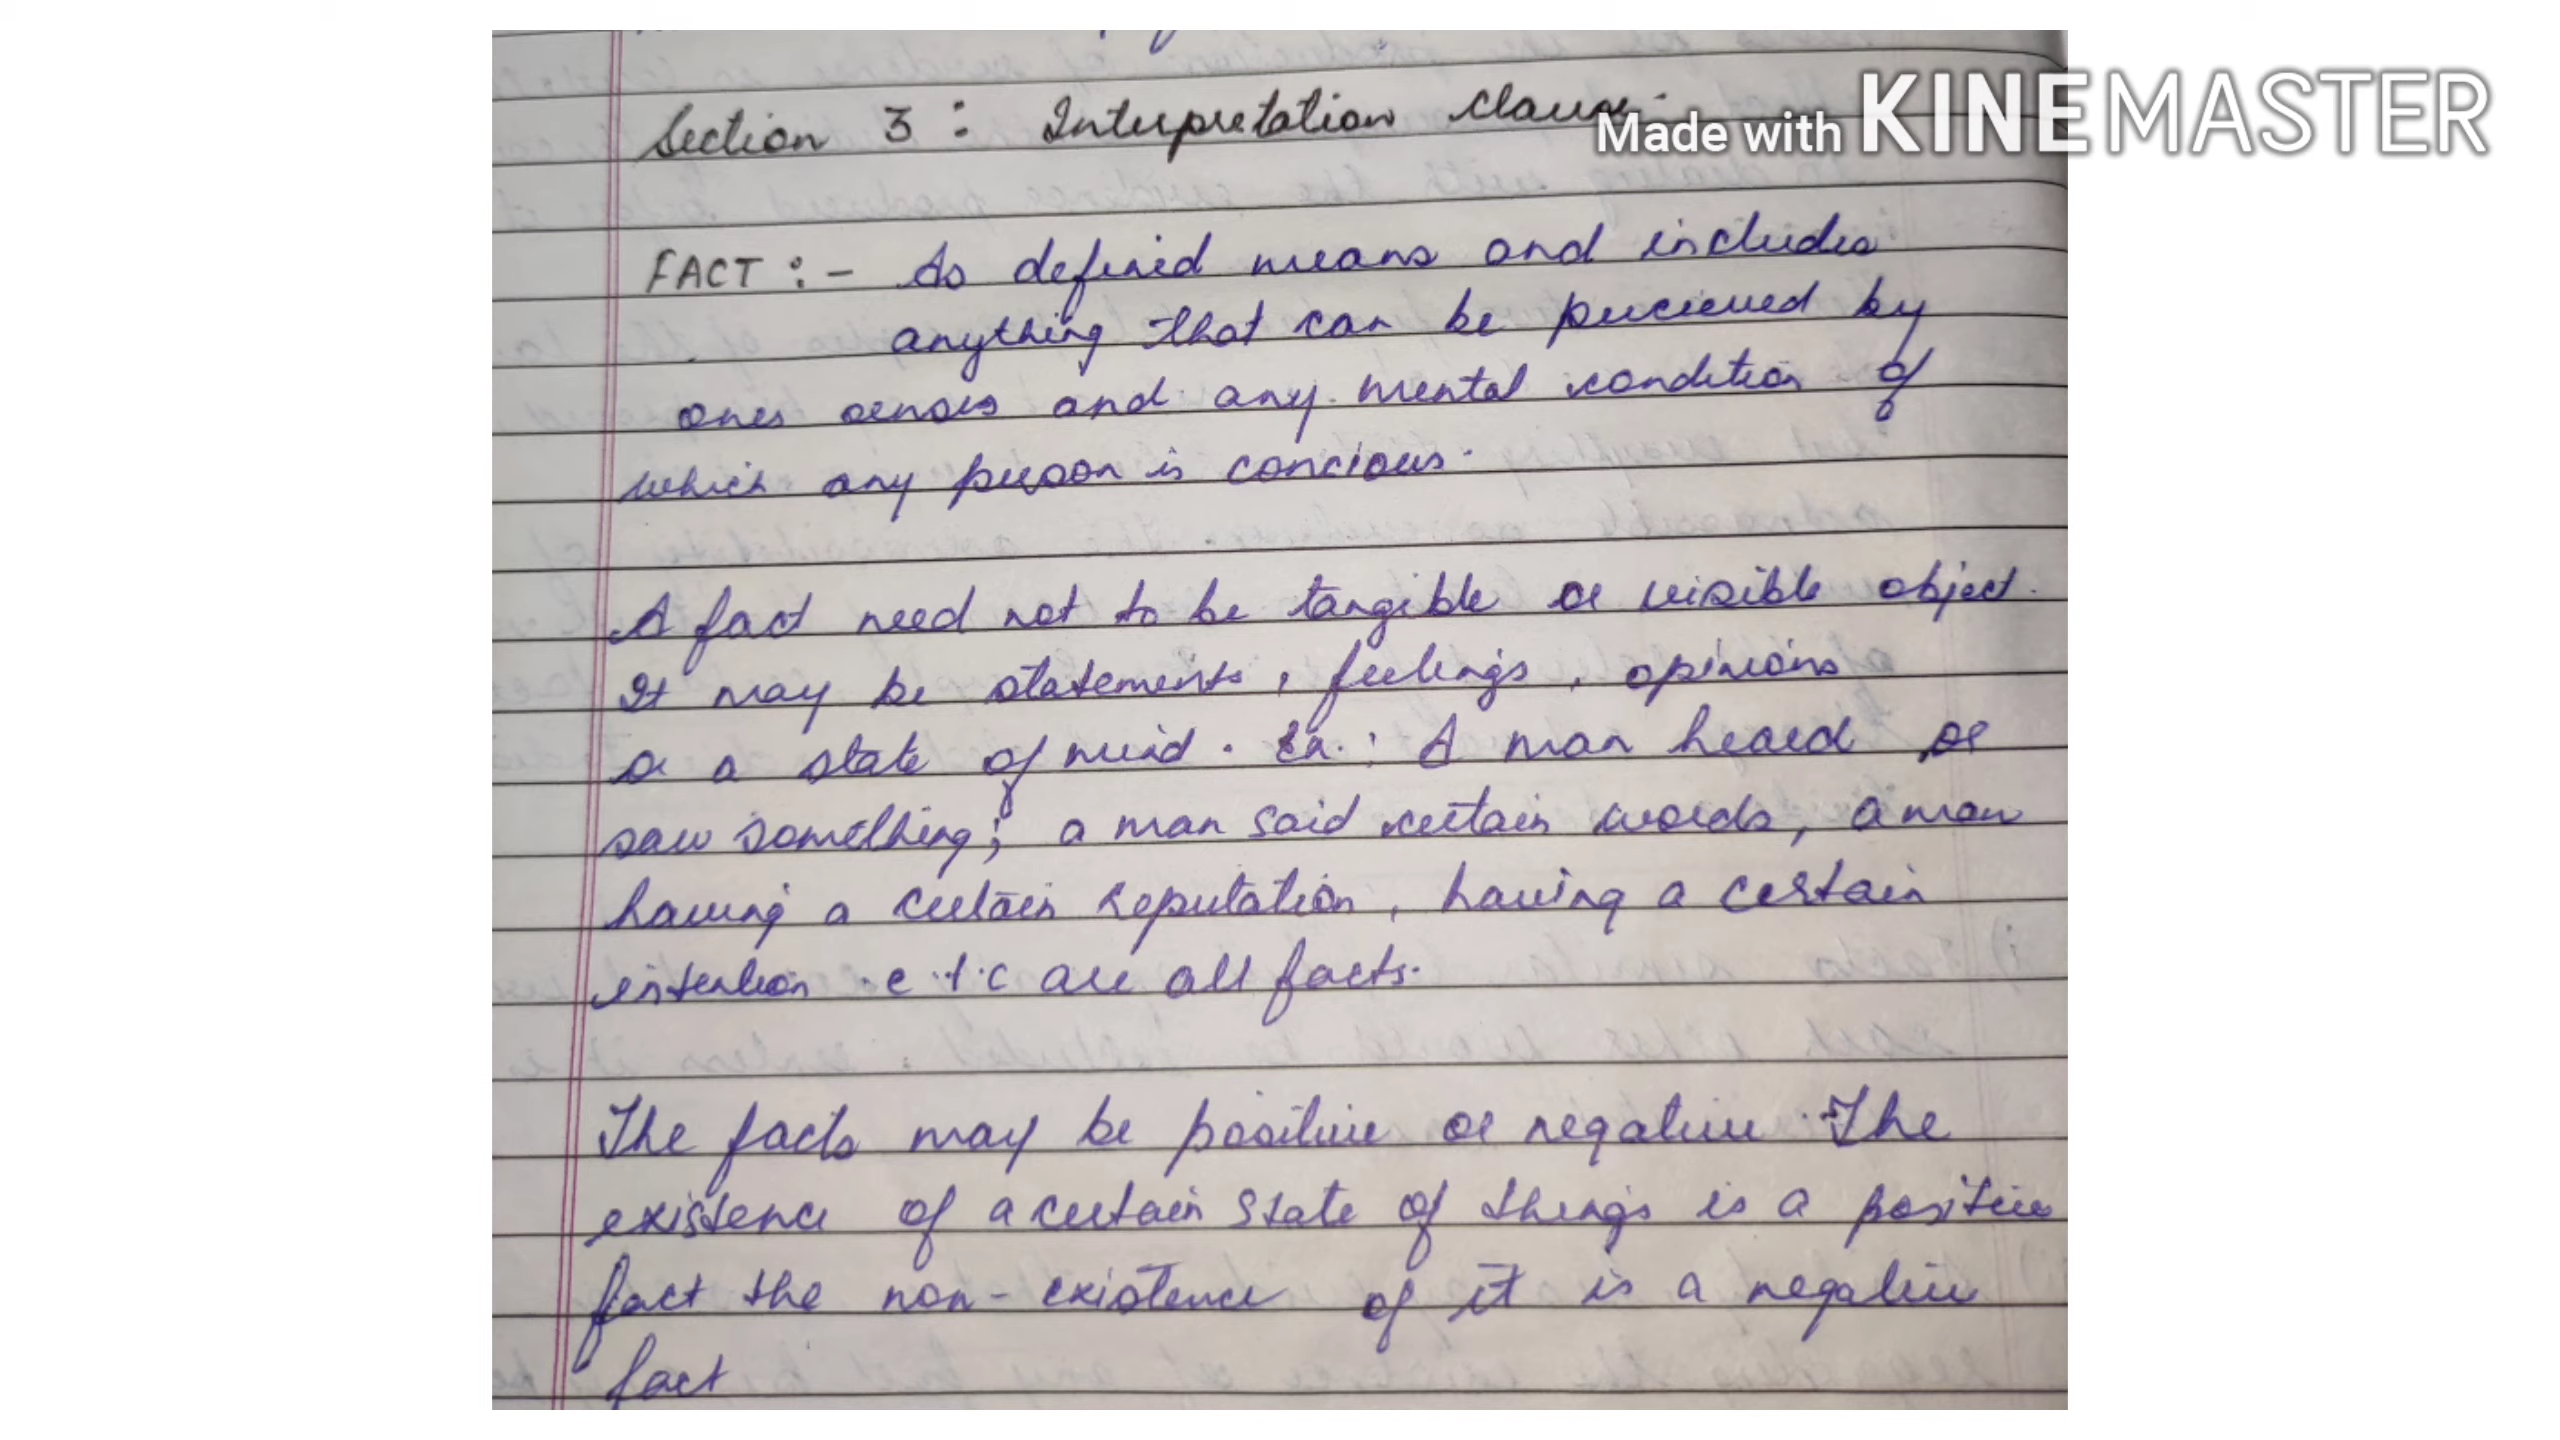 Section 3 : Interpretation clause.
Made with KINEMASTER
FACT :- As defined means and includes
anything that can be percieved by
ones senses and any mental condition of
which any person is concious.
A fact need not to be tangible or visible object.
It may be statements, feelings, opinions
or a state of mind. Ex.: A man heard or
saw something; a man said certain words, a man
having a certain reputation, having a certain
intention e.t.c are all facts.
The facts may be positive or negative. The
existence of a certain state of things is a positive
fact the non-existence of it is a negative
fact